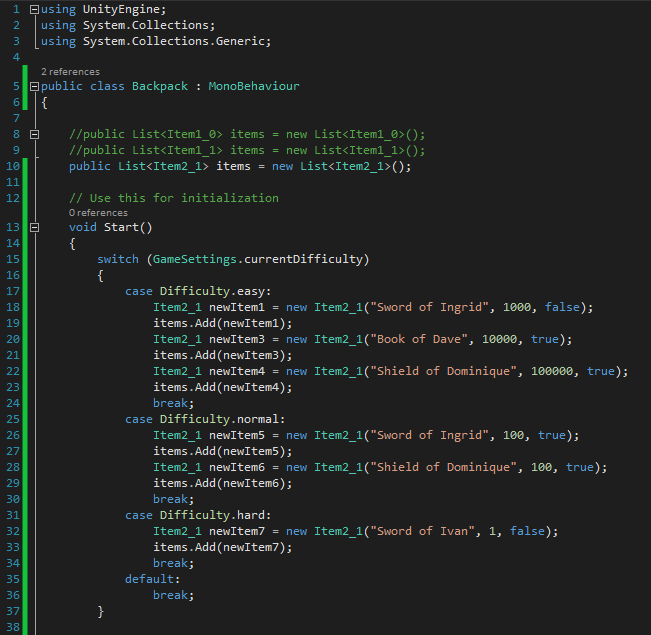 1 using UnityEngine;
2 using System.Collections;
3 using System.Collections.Generic;
4
2 references
5 public class Backpack : MonoBehaviour
6 {
7
8 //public List<Item1_0> items = new List<Item1_0>();
9 //public List<Item1_1> items = new List<Item1_1>();
10 public List<Item2_1> items = new List<Item2_1>();
11
12 // Use this for initialization
0 references
13 void Start()
14 {
15 switch (GameSettings.currentDifficulty)
16 {
17 case Difficulty.easy:
18 Item2_1 newItem1 = new Item2_1("Sword of Ingrid", 1000, false);
19 items.Add(newItem1);
20 Item2_1 newItem3 = new Item2_1("Book of Dave", 10000, true);
21 items.Add(newItem3);
22 Item2_1 newItem4 = new Item2_1("Shield of Dominique", 100000, true);
23 items.Add(newItem4);
24 break;
25 case Difficulty.normal:
26 Item2_1 newItem5 = new Item2_1("Sword of Ingrid", 100, true);
27 items.Add(newItem5);
28 Item2_1 newItem6 = new Item2_1("Shield of Dominique", 100, true);
29 items.Add(newItem6);
30 break;
31 case Difficulty.hard:
32 Item2_1 newItem7 = new Item2_1("Sword of Ivan", 1, false);
33 items.Add(newItem7);
34 break;
35 default:
36 break;
37 }
38